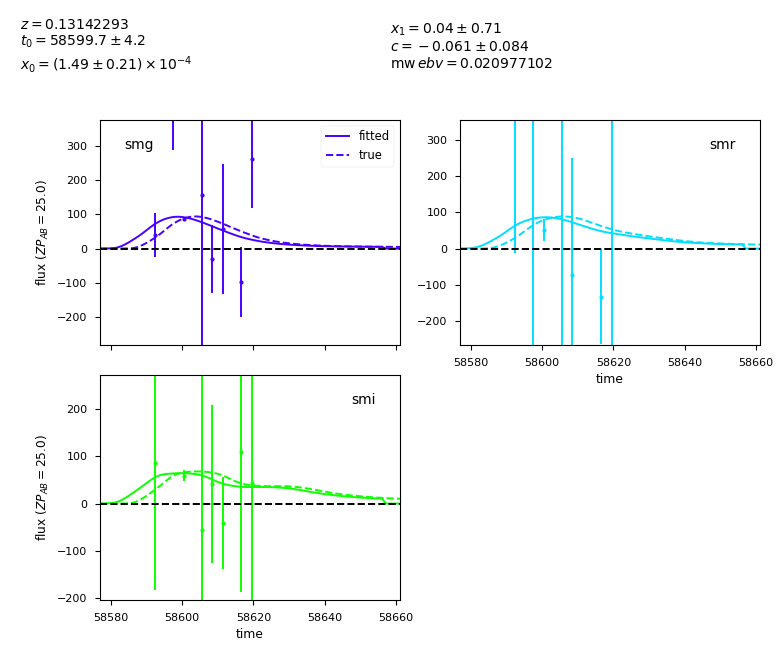 z = 0.13142293
t₀ = 58599.7 ± 4.2
x₀ = (1.49 ± 0.21) × 10⁻⁴
x₁ = 0.04 ± 0.71
c = −0.061 ± 0.084
mw ebv = 0.020977102
smg
fitted
true
300
200
100
0
−100
−200
flux (ZP_AB = 25.0)
smr
300
200
100
0
−100
−200
58580 58600 58620 58640 58660
time
smi
200
100
0
−100
−200
flux (ZP_AB = 25.0)
58580 58600 58620 58640 58660
time